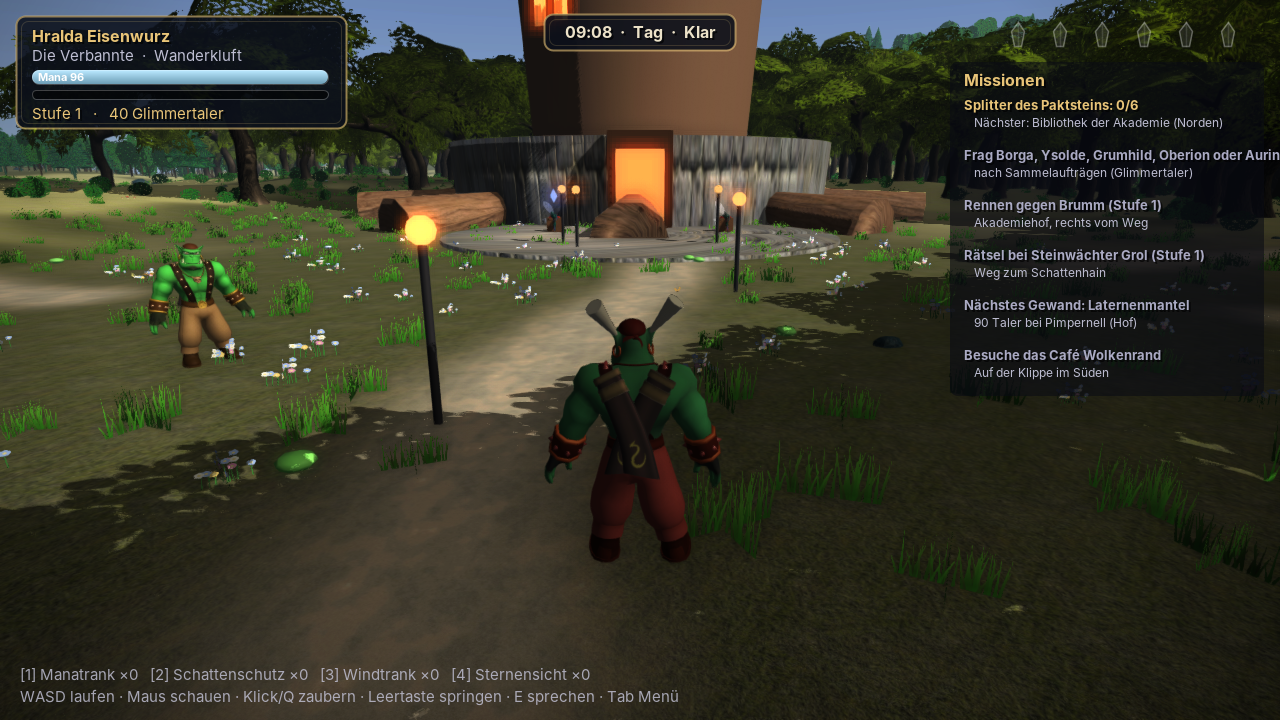 Hralda Eisenwurz
Die Verbannte · Wanderkluft
Mana 96
Stufe 1 · 40 Glimmertaler
09:08 · Tag · Klar
Missionen
Splitter des Paktsteins: 0/6
Nächster: Bibliothek der Akademie (Norden)
Frag Borga, Ysolde, Grumhild, Oberion oder Aurin
nach Sammelaufträgen (Glimmertaler)
Rennen gegen Brumm (Stufe 1)
Akademiehof, rechts vom Weg
Rätsel bei Steinwächter Grol (Stufe 1)
Weg zum Schattenhain
Nächstes Gewand: Laternenmantel
90 Taler bei Pimpernell (Hof)
Besuche das Café Wolkenrand
Auf der Klippe im Süden
[1] Manatrank ×0 [2] Schattenschutz ×0 [3] Windtrank ×0 [4] Sternensicht ×0
WASD laufen · Maus schauen · Klick/Q zaubern · Leertaste springen · E sprechen · Tab Menü